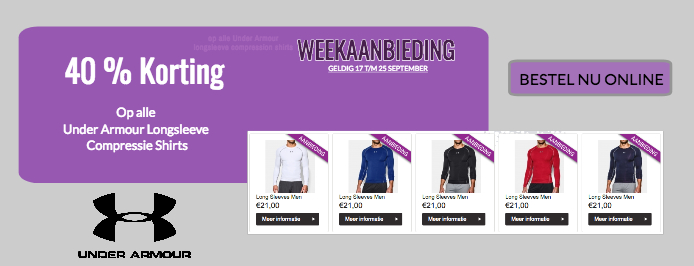 op alle Under Armour
longsleeve compressie shirts
WEEKAANBIEDING
GELDIG 17 T/M 25 SEPTEMBER
40 % Korting
Op alle
Under Armour Longsleeve
Compressie Shirts
BESTEL NU ONLINE
AANBIEDING
AANBIEDING
AANBIEDING
AANBIEDING
AANBIEDING
Long Sleeves Men
€21,00
Meer informatie
Long Sleeves Men
€21,00
Meer informatie
Long Sleeves Men
€21,00
Meer informatie
Long Sleeves Men
€21,00
Meer informatie
Long Sleeves Men
€21,00
Meer informatie
UNDER ARMOUR